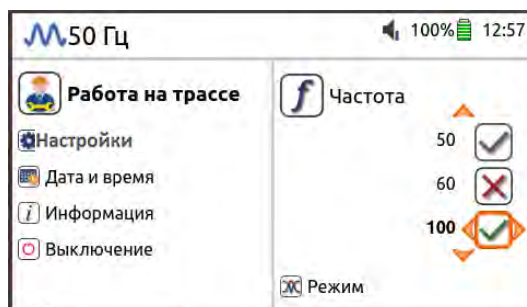 50 Гц
100% 12:57
Работа на трассе
Настройки
Дата и время
i Информация
Выключение
f Частота
50
60
100
Режим